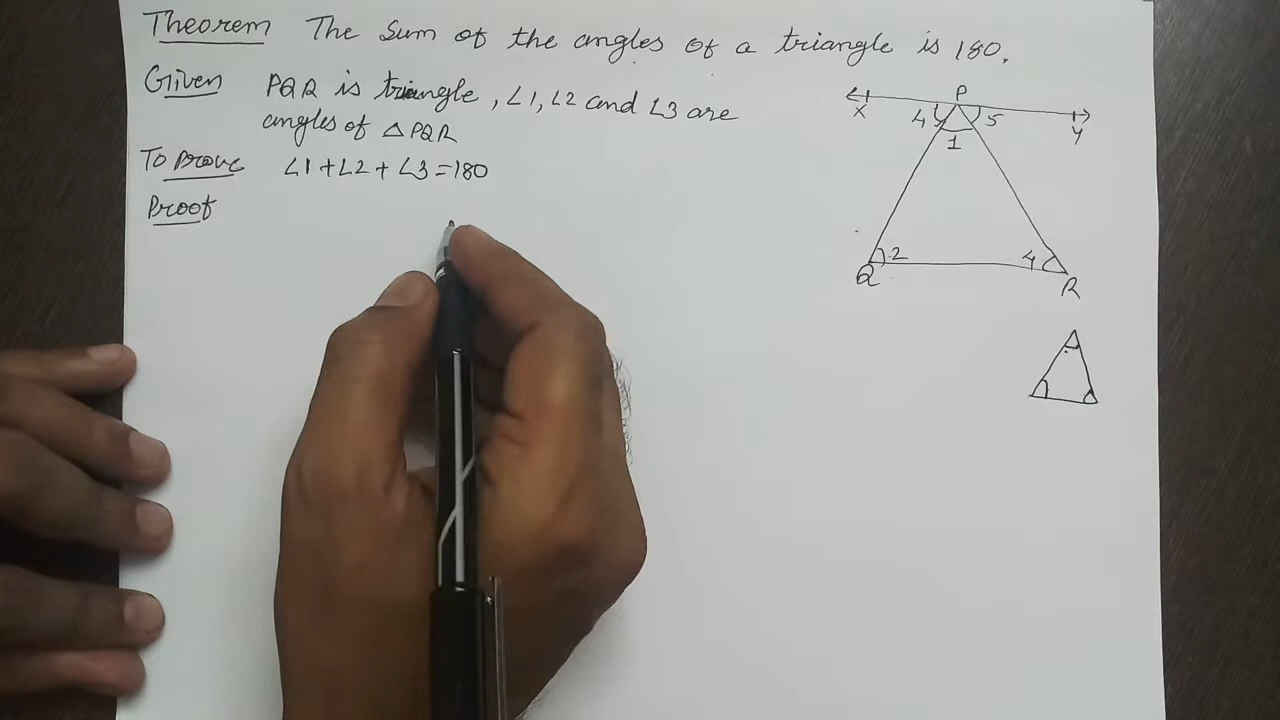 Theorem The Sum of the angles of a triangle is 180.
Given PQR is triangle, ∠1, ∠2 and ∠3 are
angles of △PQR
To prove ∠1 + ∠2 + ∠3 = 180
Proof
P
X 4 5 Y
1
2 4
Q R